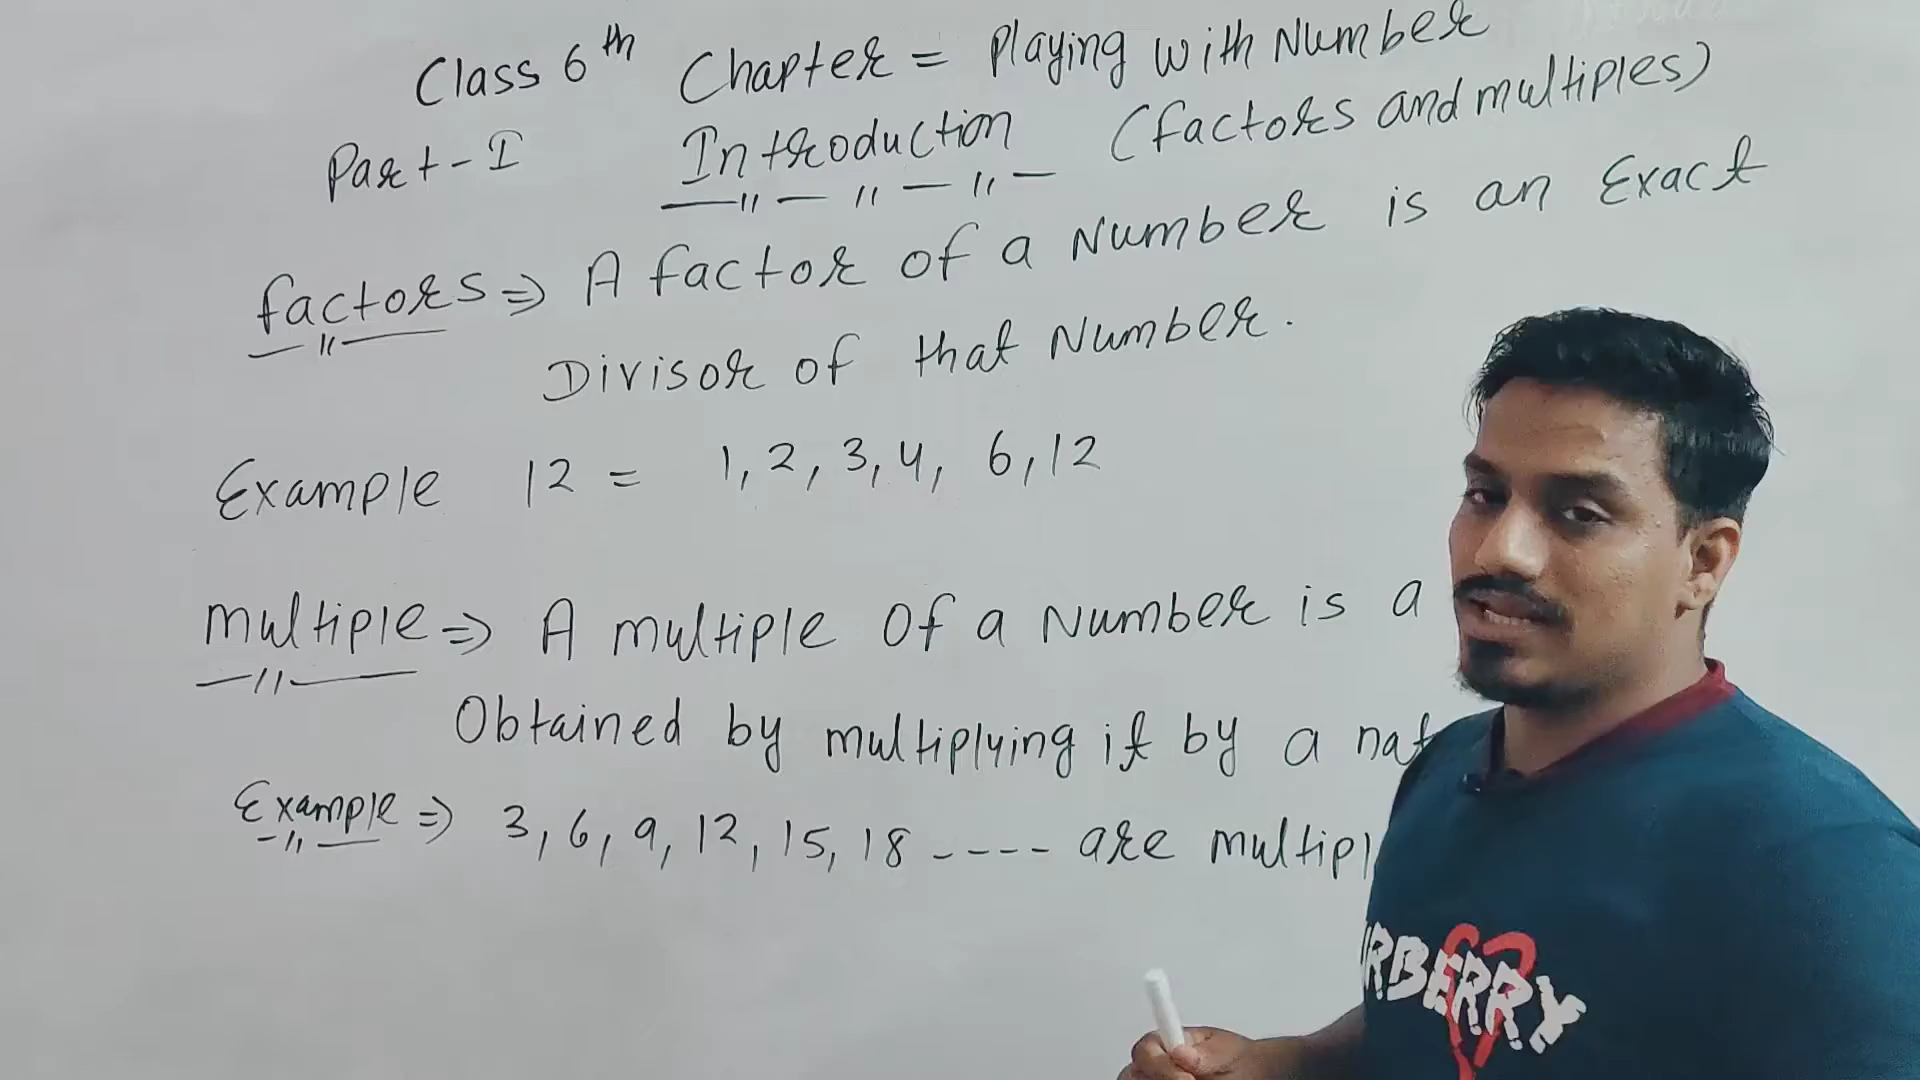 Class 6th Chapter = Playing with Number
Part-I Introduction (factors and multiples)
factors => A factor of a Number is an Exact
Divisor of that Number.
Example 12 = 1, 2, 3, 4, 6, 12
multiple => A multiple Of a Number is a
Obtained by multiplying it by a nat
Example => 3, 6, 9, 12, 15, 18 ---- are multipl
RBERRY